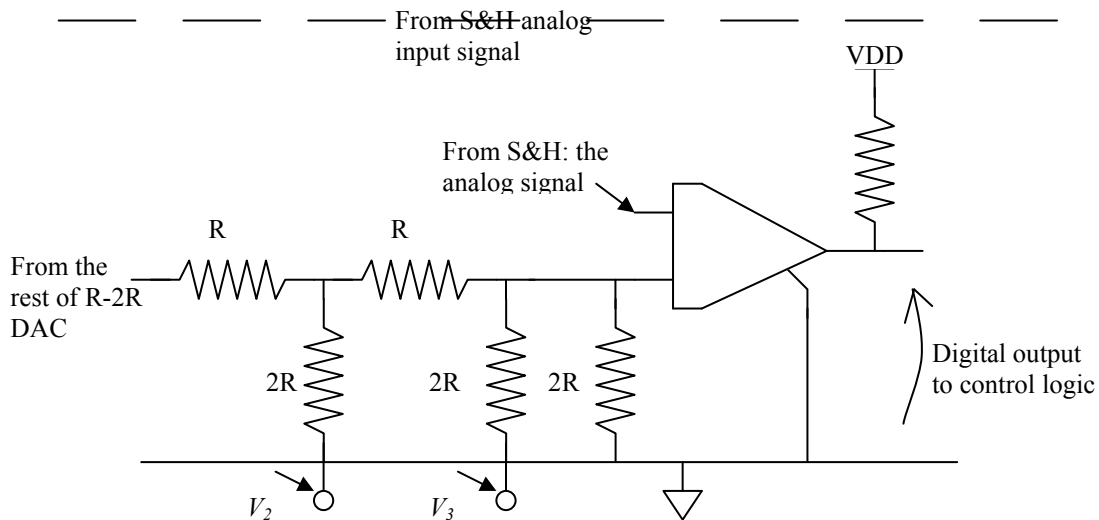 From S&H analog
input signal
VDD
From S&H: the
analog signal
R
R
From the
rest of R-2R
DAC
2R
2R
2R
Digital output
to control logic
V2
V3